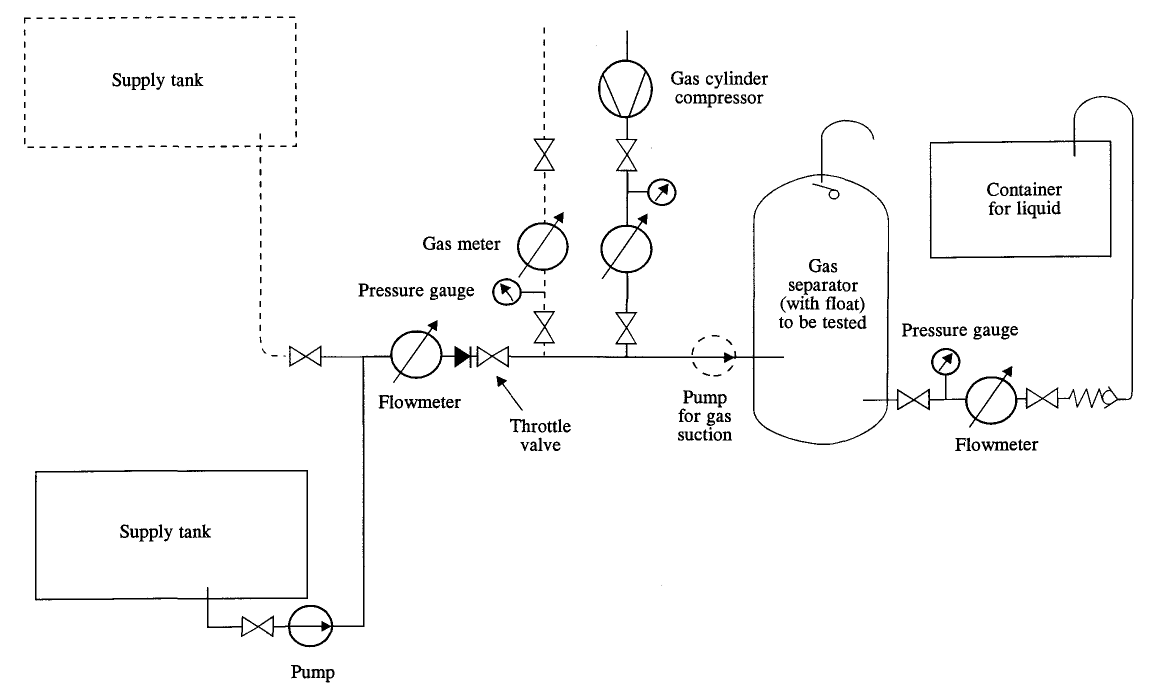 Supply tank
Gas cylinder
compressor
Container
for liquid
Gas meter
Pressure gauge
Gas
separator
(with float)
to be tested
Pressure gauge
Flowmeter
Throttle
valve
Pump
for gas
suction
Flowmeter
Supply tank
Pump